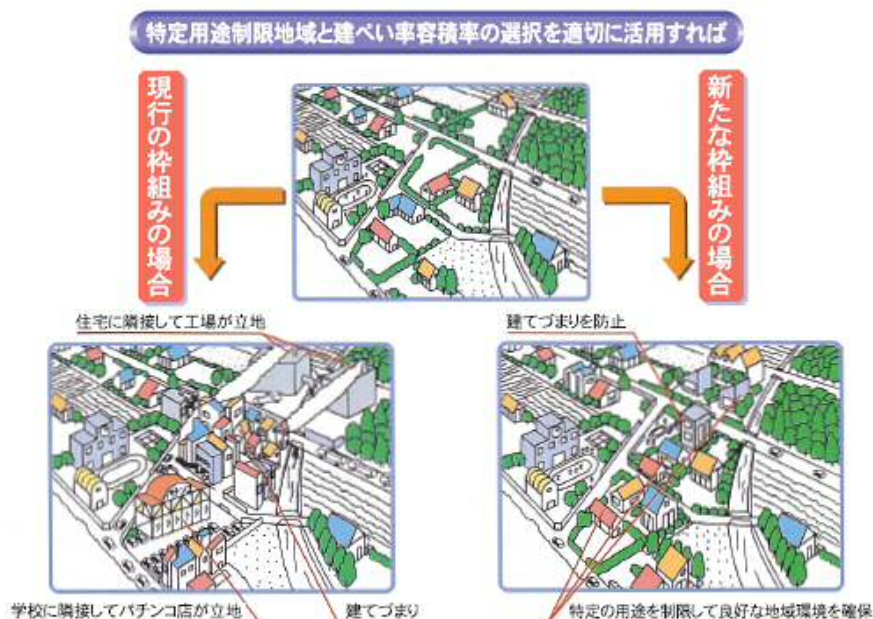 特定用途制限地域と建ぺい率容積率の選択を適切に活用すれば
現行の枠組みの場合
新たな枠組みの場合
住宅に隣接して工場が立地
建てづまりを防止
学校に隣接してパチンコ店が立地
建てづまり
特定の用途を制限して良好な地域環境を確保